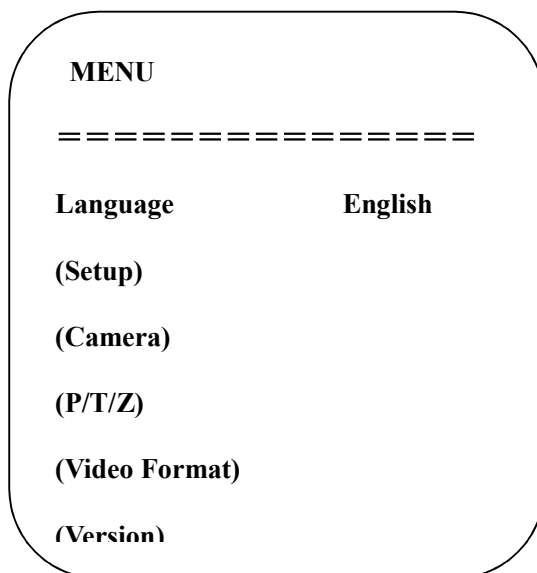 MENU
===============
Language English
(Setup)
(Camera)
(P/T/Z)
(Video Format)
(Version)